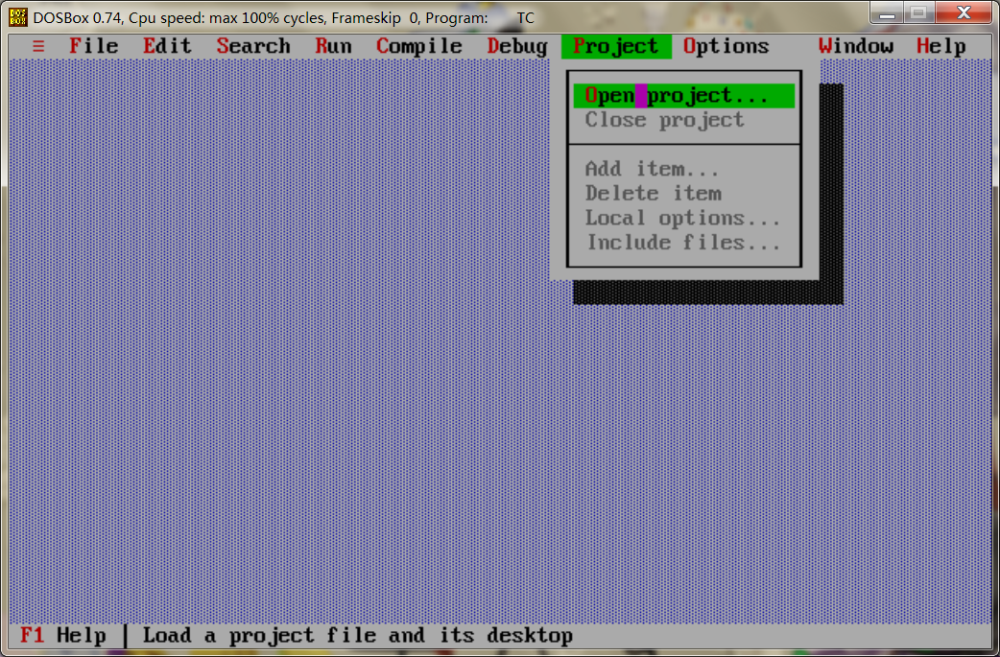 DOSBox 0.74, Cpu speed: max 100% cycles, Frameskip 0, Program: TC
≡ File Edit Search Run Compile Debug Project Options Window Help
Open project...
Close project
Add item...
Delete item
Local options...
Include files...
F1 Help | Load a project file and its desktop